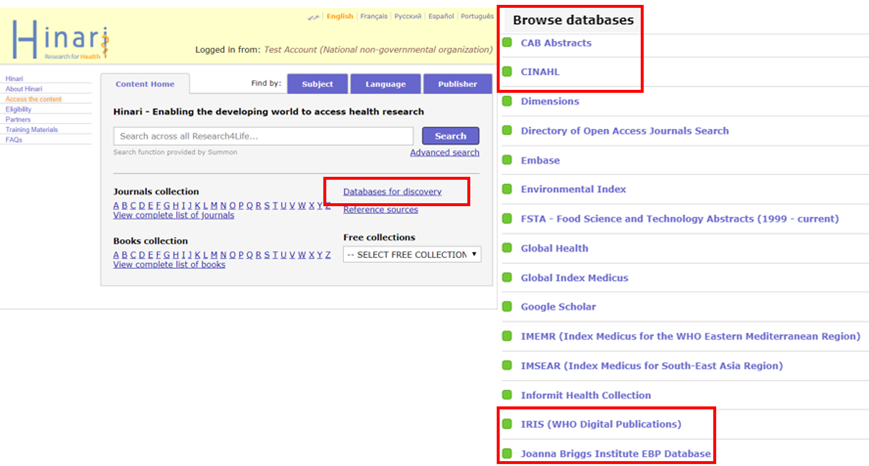 Hinari
Research for Health
عربي | English | Français | Русский | Español | Português
Logged in from: Test Account (National non-governmental organization)
Hinari
About Hinari
Access the content
Eligibility
Partners
Training Materials
FAQs
Content Home
Find by:
Subject
Language
Publisher
Hinari - Enabling the developing world to access health research
Search across all Research4Life...
Search
Search function provided by Summon
Advanced search
Journals collection
A B C D E F G H I J K L M N O P Q R S T U V W X Y Z
View complete list of journals
Books collection
A B C D E F G H I J K L M N O P Q R S T U V W X Y Z
View complete list of books
Databases for discovery
Reference sources
Free collections
-- SELECT FREE COLLECTION
Browse databases
CAB Abstracts
CINAHL
Dimensions
Directory of Open Access Journals Search
Embase
Environmental Index
FSTA - Food Science and Technology Abstracts (1999 - current)
Global Health
Global Index Medicus
Google Scholar
IMEMR (Index Medicus for the WHO Eastern Mediterranean Region)
IMSEAR (Index Medicus for South-East Asia Region)
Informit Health Collection
IRIS (WHO Digital Publications)
Joanna Briggs Institute EBP Database